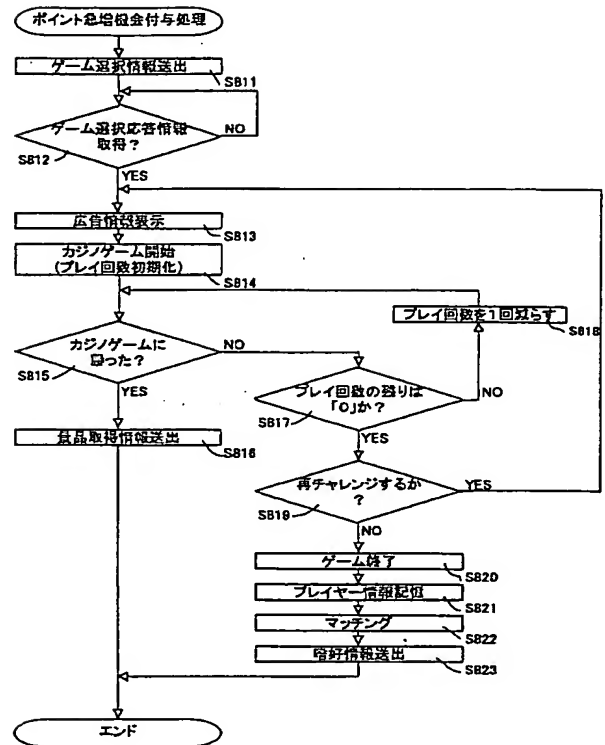 ポイント急増機会付与処理
ゲーム選択情報送出
S811
ゲーム選択応答情報
取得？
NO
S812
YES
広告情報表示
S813
カジノゲーム開始
(プレイ回数初期化)
S814
プレイ回数を1回減らす
S818
カジノゲームに
勝った？
NO
S815
YES
プレイ回数の残りは
「0」か？
NO
S817
YES
景品取得情報送出
S816
再チャレンジするか
？
YES
S819
NO
ゲーム終了
S820
プレイヤー情報記憶
S821
マッチング
S822
嗜好情報送出
S823
エンド